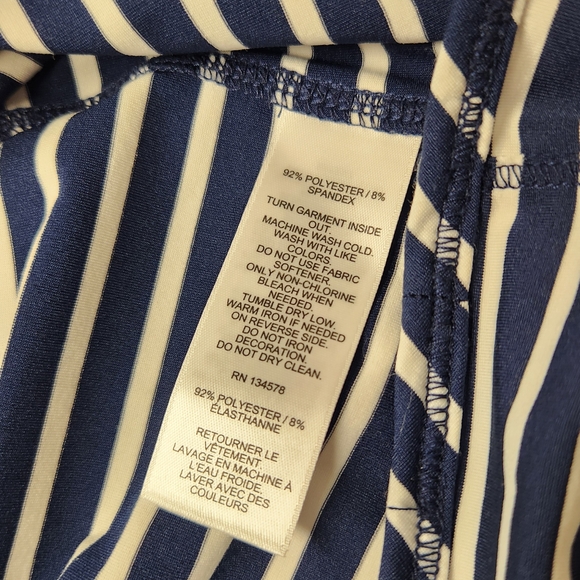 92% POLYESTER / 8%
SPANDEX
TURN GARMENT INSIDE
OUT.
MACHINE WASH COLD.
WASH WITH LIKE
COLORS.
DO NOT USE FABRIC
SOFTENER.
ONLY NON-CHLORINE
BLEACH WHEN
NEEDED.
TUMBLE DRY LOW.
WARM IRON IF NEEDED
ON REVERSE SIDE.
DO NOT IRON
DECORATION.
DO NOT DRY CLEAN.
RN 134578
92% POLYESTER / 8%
ÉLASTHANNE
RETOURNER LE
VÊTEMENT.
LAVAGE EN MACHINE À
L'EAU FROIDE.
LAVER AVEC DES
COULEURS